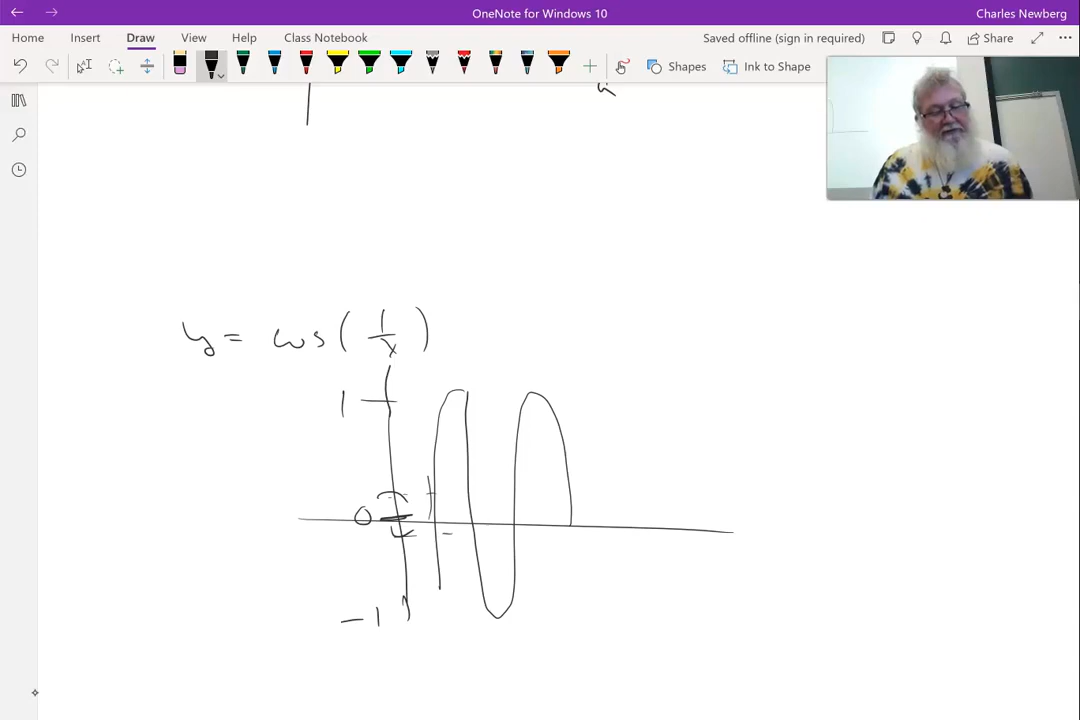 OneNote for Windows 10
Charles Newberg
Home Insert Draw View Help Class Notebook
Saved offline (sign in required)
Share
Shapes
Ink to Shape
y = cos(1/x)
1
0
-1